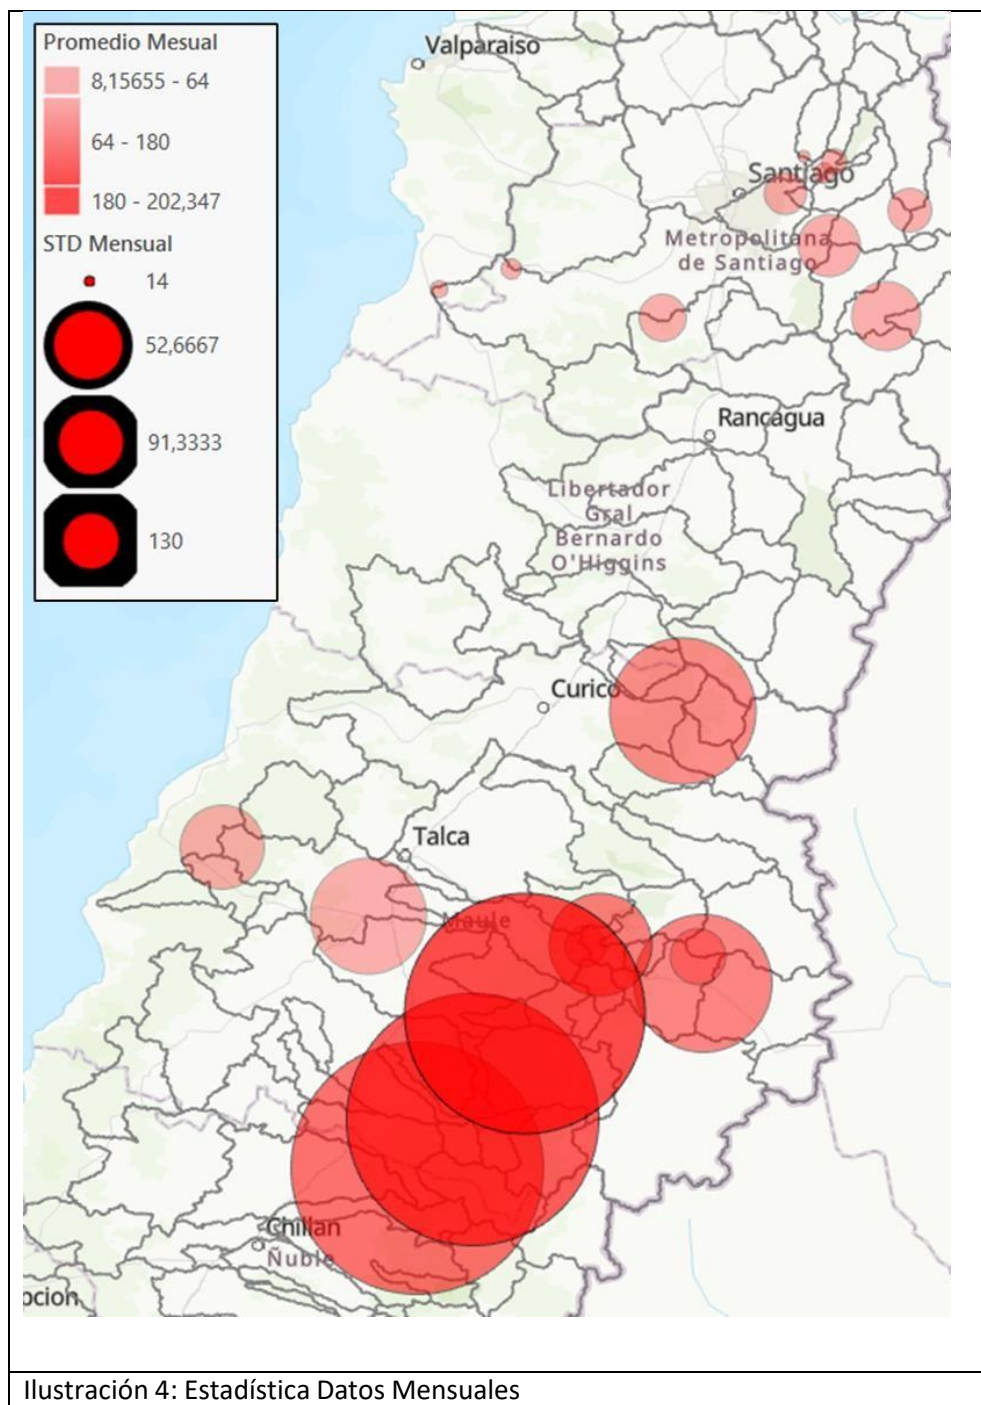 Promedio Mesual
8,15655 - 64
64 - 180
180 - 202,347
STD Mensual
14
52,6667
91,3333
130
Valparaiso
Santiago
Metropolitana
de Santiago
Rancagua
Libertador
Gral
Bernardo
O'Higgins
Curico
Talca
Maule
Chillan
Ñuble
pcion
Ilustración 4: Estadística Datos Mensuales